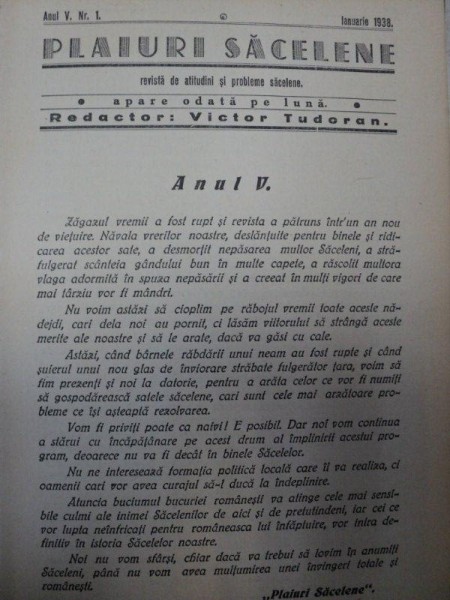 Anul V. Nr. 1.
Ianuarie 1938.
PLAIURI SĂCELENE
revistă de atitudini și probleme săcelene.
apare odată pe lună.
Redactor: Victor Tudoran.
Anul V.
Zăgazul vremii a fost rupt și revista a pătruns într'un an nou
de viețuire. Năvala vrerilor noastre, deslănțuite pentru binele și ridi-
carea acestor sate, a desmorțit nepăsarea multor Săceleni, a stră-
fulgerat scânteia gândului bun în multe capete, a răscolit multora
vlaga adormită în spuza nepăsării și a creeat în mulți vigori de care
mai târziu vor fi mândri.
Nu voim astăzi să cioplim pe răbojul vremii toate aceste nă-
dejdi, cari dela noi au pornit, ci lăsăm viitorului să strângă aceste
merite ale noastre și să le arate, dacă va găsi cu cale.
Astăzi, când bârnele răbdării unui neam au fost rupte și când
șuierul unui nou glas de înviorare străbate fulgerător țara, voim să
fim prezenți și noi la datorie, pentru a arăta celor ce vor fi numiți
să gospodărească satele săcelene, cari sunt cele mai arzătoare pro-
bleme ce își așteaptă rezolvarea.
Vom fi priviți poate ca naivi! E posibil. Dar noi vom continua
a stărui cu încăpățânare pe acest drum al împlinirii acestui pro-
gram, deoarece nu va fi decât în binele Săcelelor.
Nu ne interesează formația politică locală care îl va realiza, ci
oamenii cari vor avea curajul să-l ducă la îndeplinire.
Atuncia buciumul bucuriei românești va atinge cele mai sensi-
bile culmi ale inimei Săcelenilor de aici și de pretutindeni, iar cei ce
vor lupta neînfricați pentru româneasca lui înfăptuire, vor intra de-
finitiv în istoria Săcelelor noastre.
Noi nu vom sfârși, chiar dacă va trebui să lovim în anumiți
Săceleni, până nu vom avea mulțumirea unei învingeri totale și
românești.
„Plaiuri Săcelene".